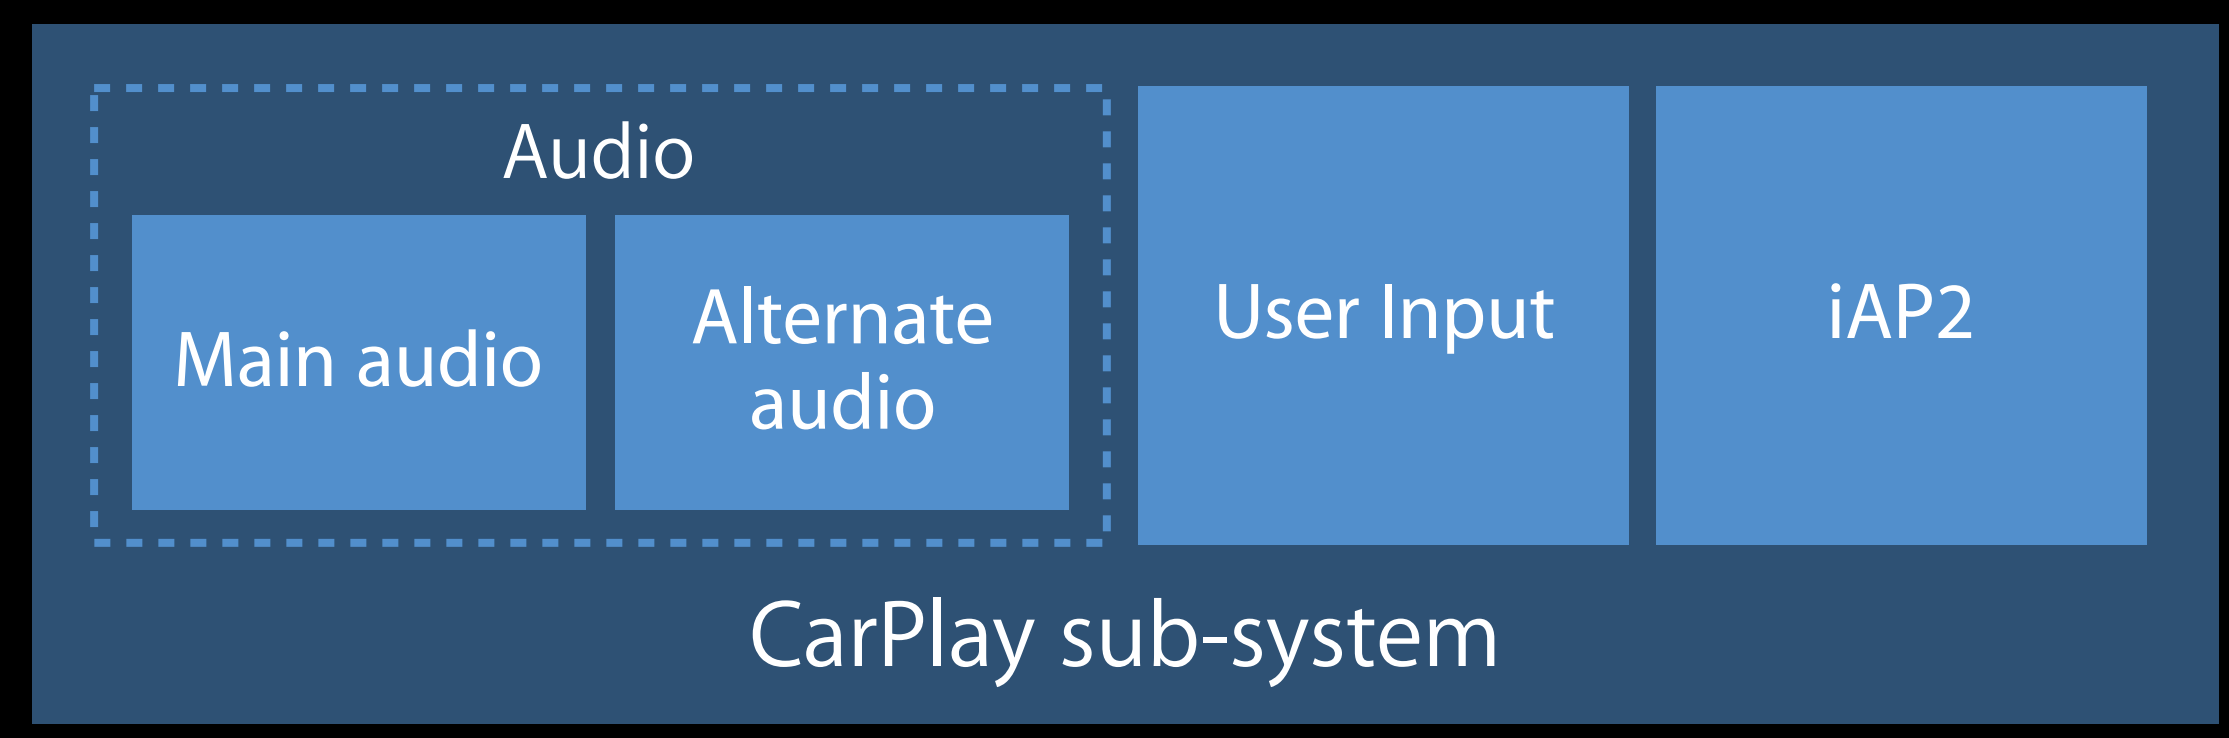 Audio
Main audio
Alternate
audio
User Input
iAP2
CarPlay sub-system